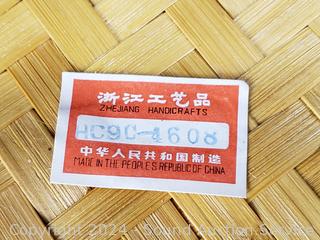 浙江工艺品
ZHEJIANG HANDICRAFTS
HC90-4608
中华人民共和国制造
MADE IN THE PEOPLE'S REPUBLIC OF CHINA
Copyright 2024 - Sound Auction Service